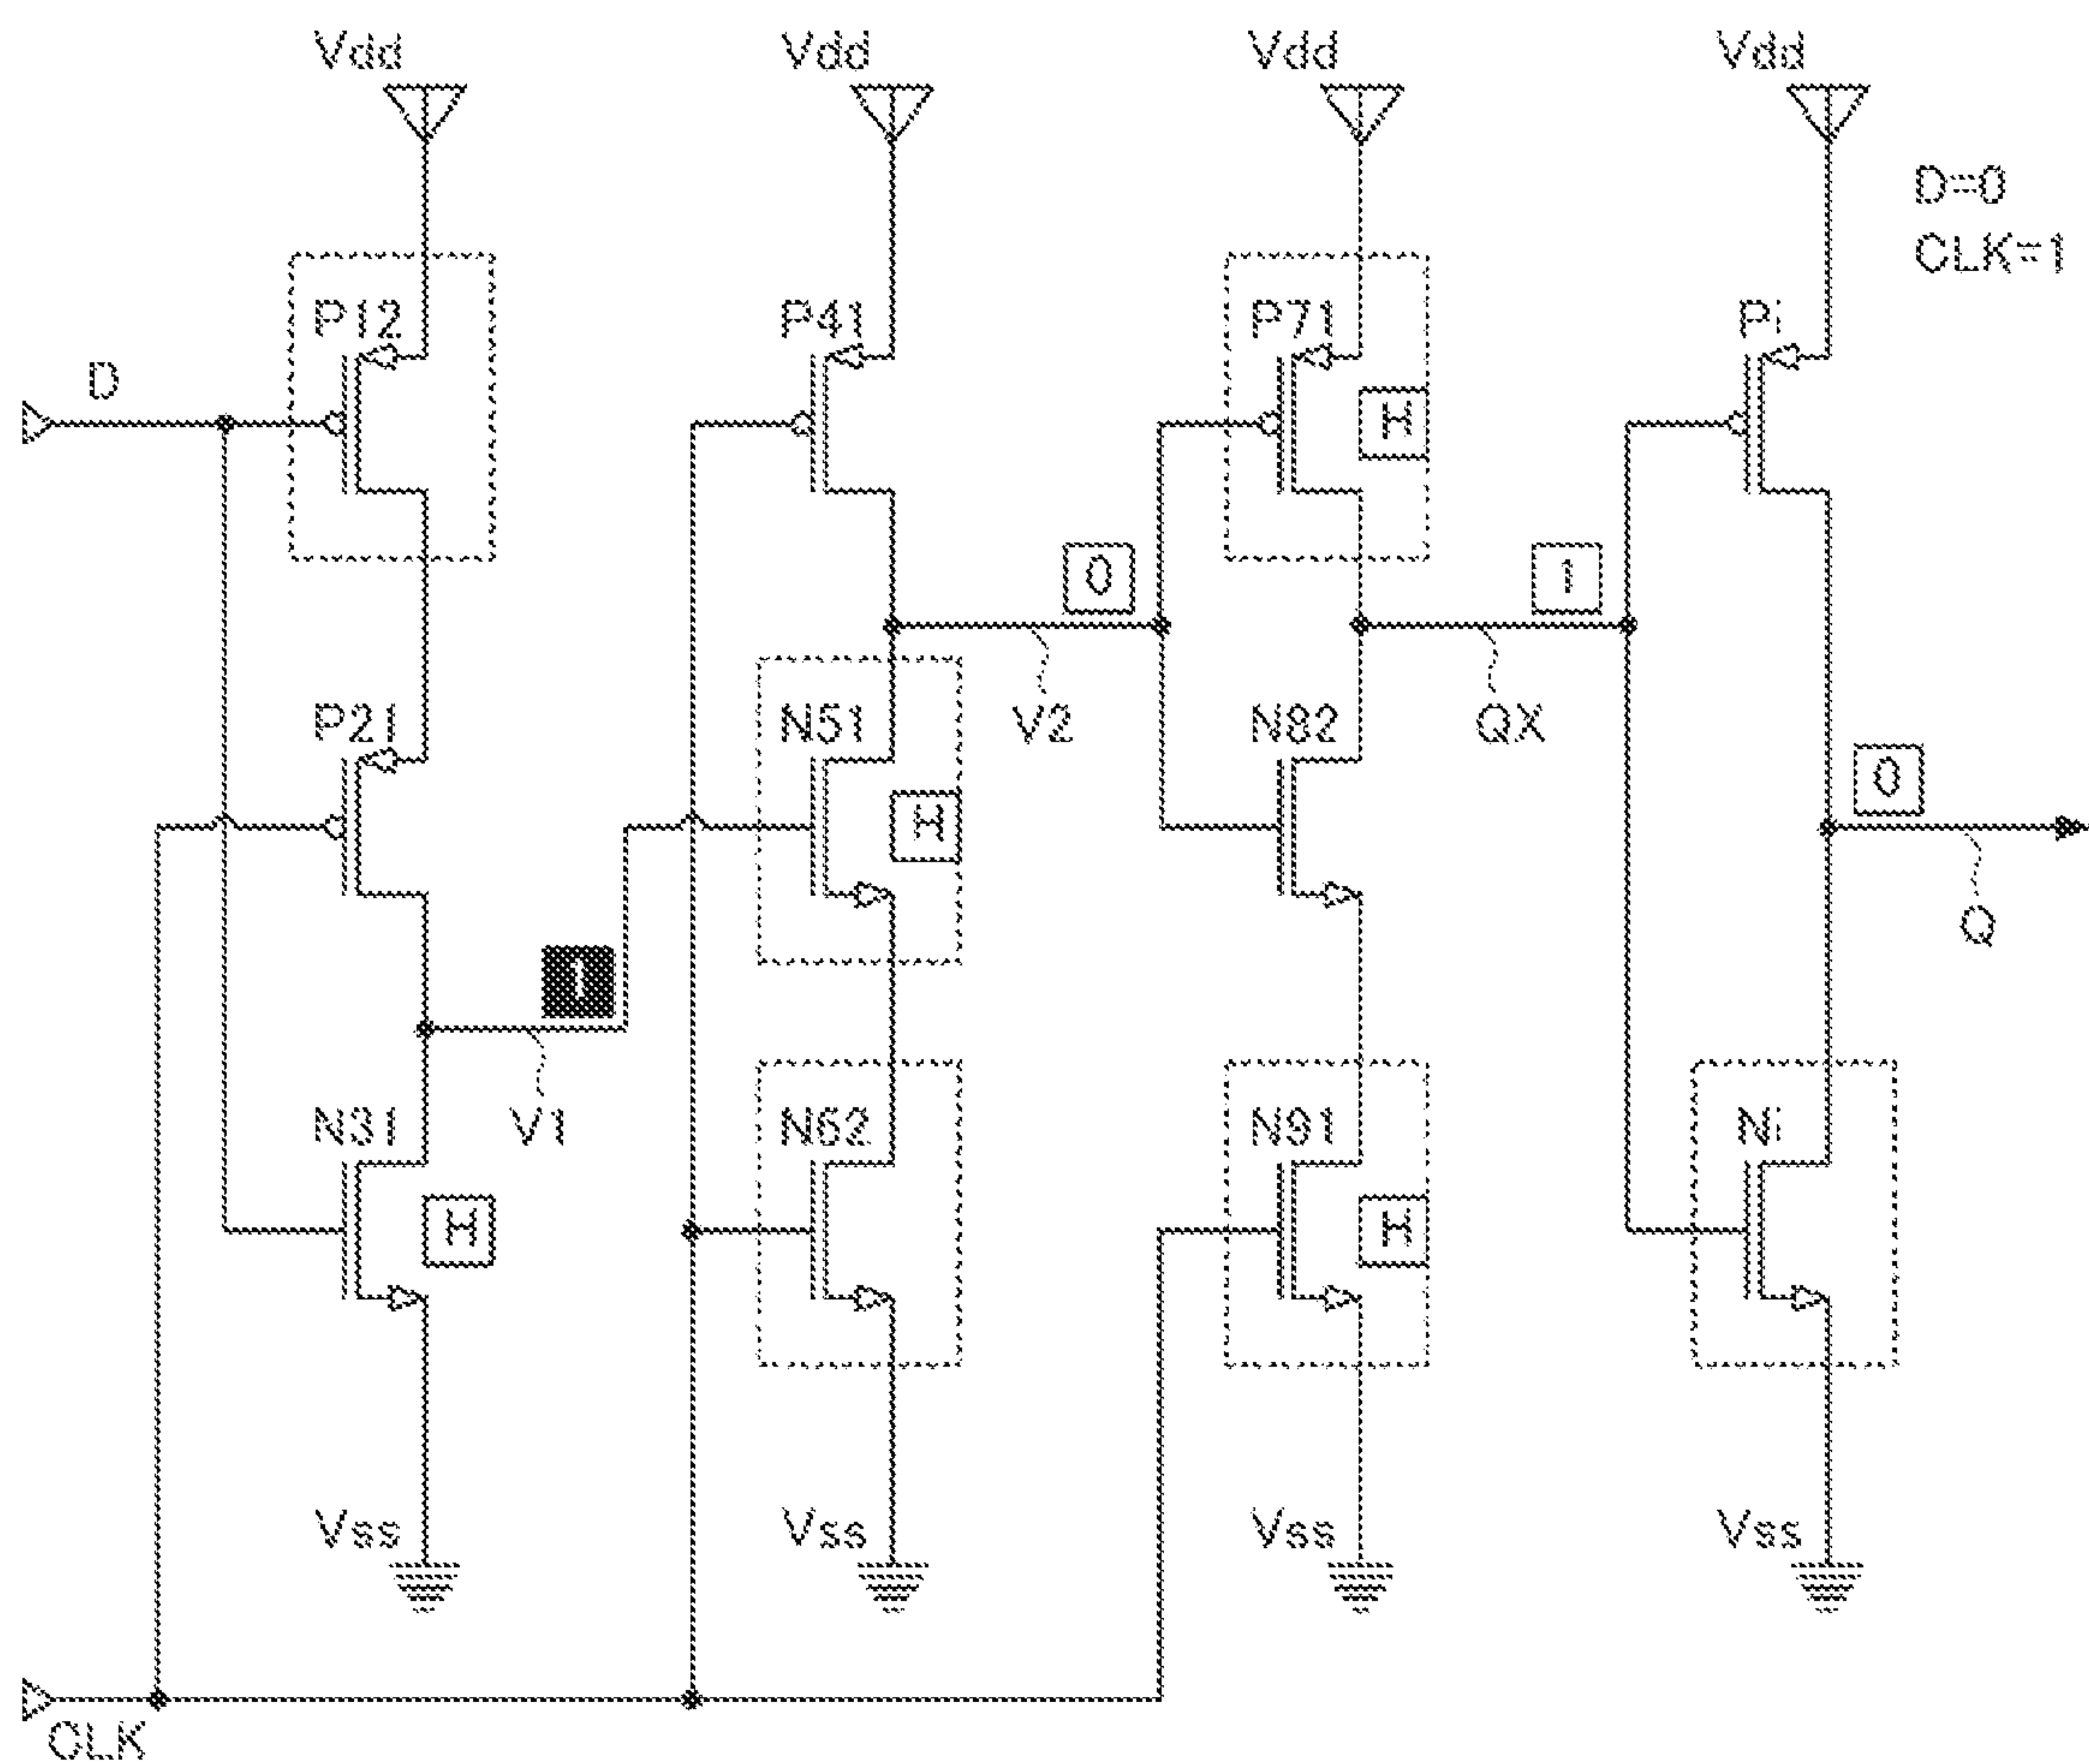 Vdd Vdd Vdd Vdd
D=0
CLK=1
P12 P41 P71 Pi
D
H
0 1
P21 N51 V2 N82 QX
0
H
Q
1
N31 V1 N62 N91 Ni
H H
Vss Vss Vss Vss
CLK